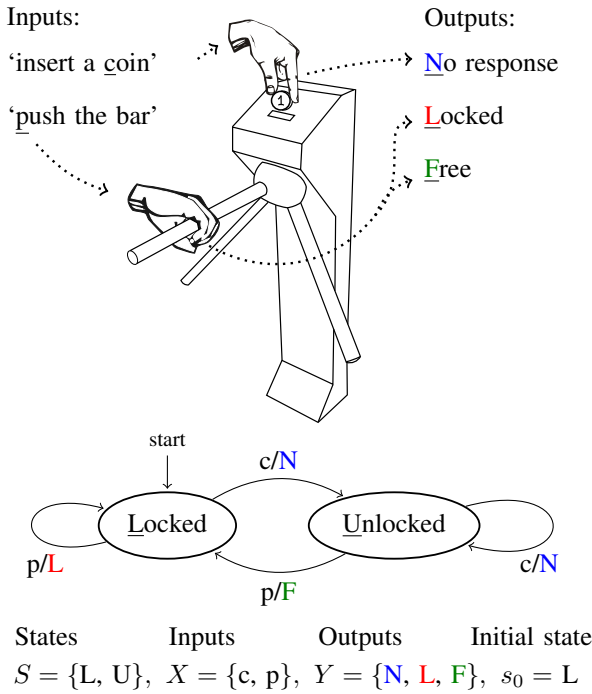 Inputs:
Outputs:
‘insert a coin’
No response
‘push the bar’
Locked
Free
1
start
c/N
Locked
Unlocked
p/L
c/N
p/F
States Inputs Outputs Initial state
S = {L, U}, X = {c, p}, Y = {N, L, F}, s₀ = L